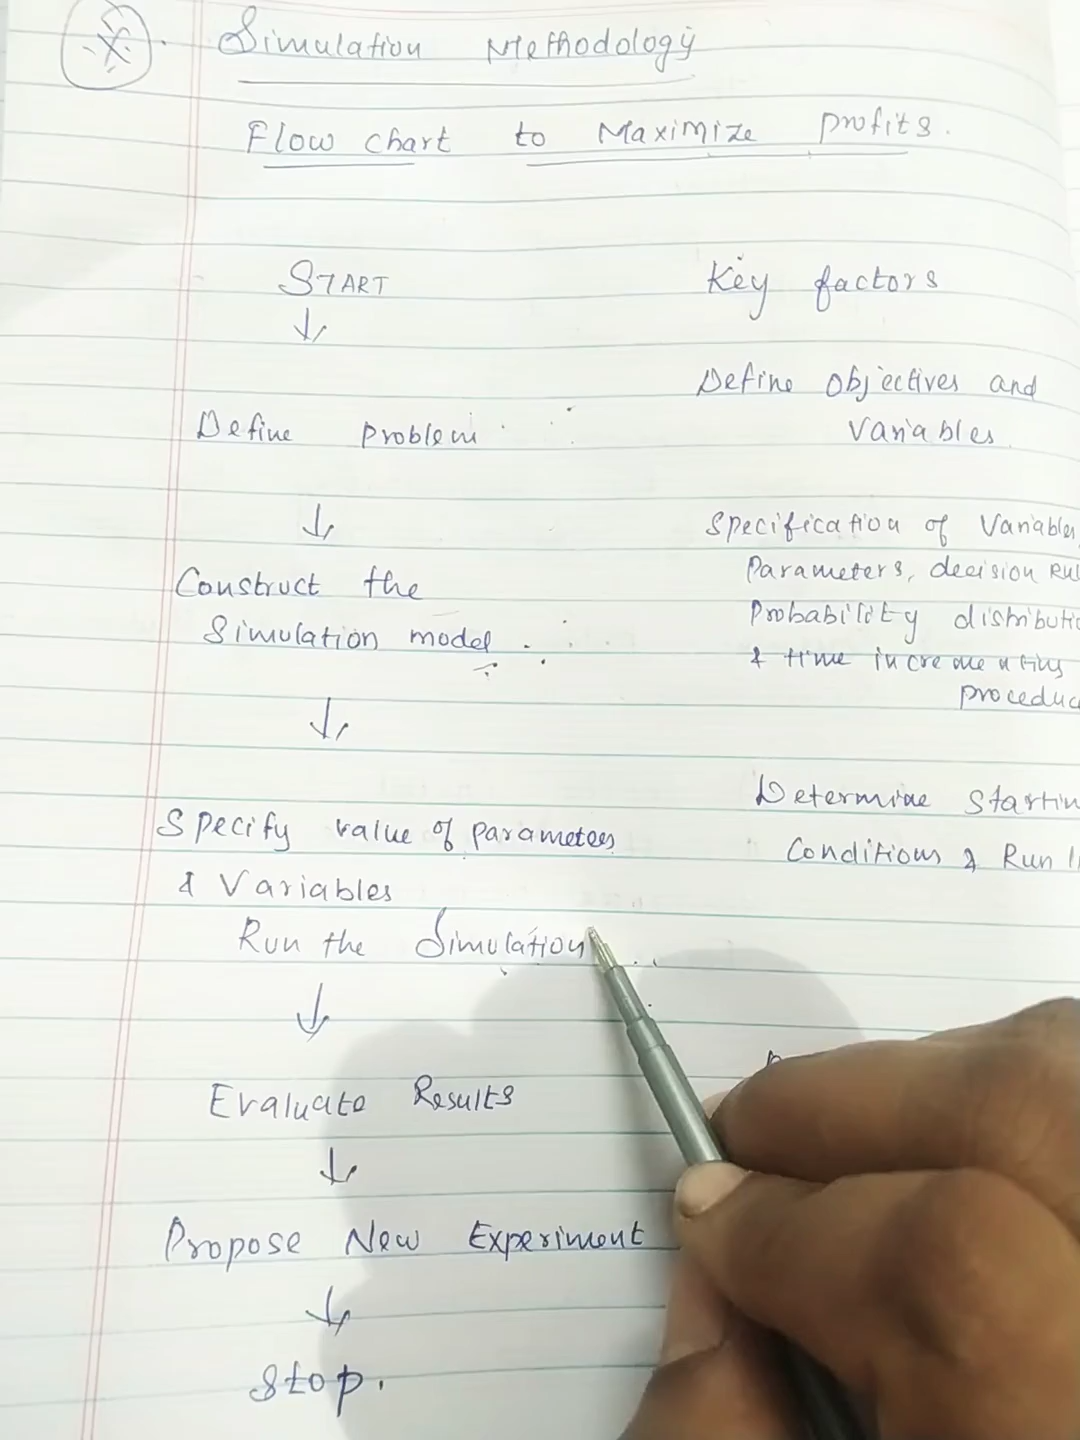 Simulation Methodology
Flow chart to Maximize profits.
START
Key factors
Define objectives and
Variables
Define problem
Specification of Variables,
Parameters, decision
Probability
& time incrementing
Construct the
Simulation model
Determine
Conditions & Run
Specify value of parameters
& Variables
Run the Simulation
Evaluate Results
Propose New Experiment
Stop.